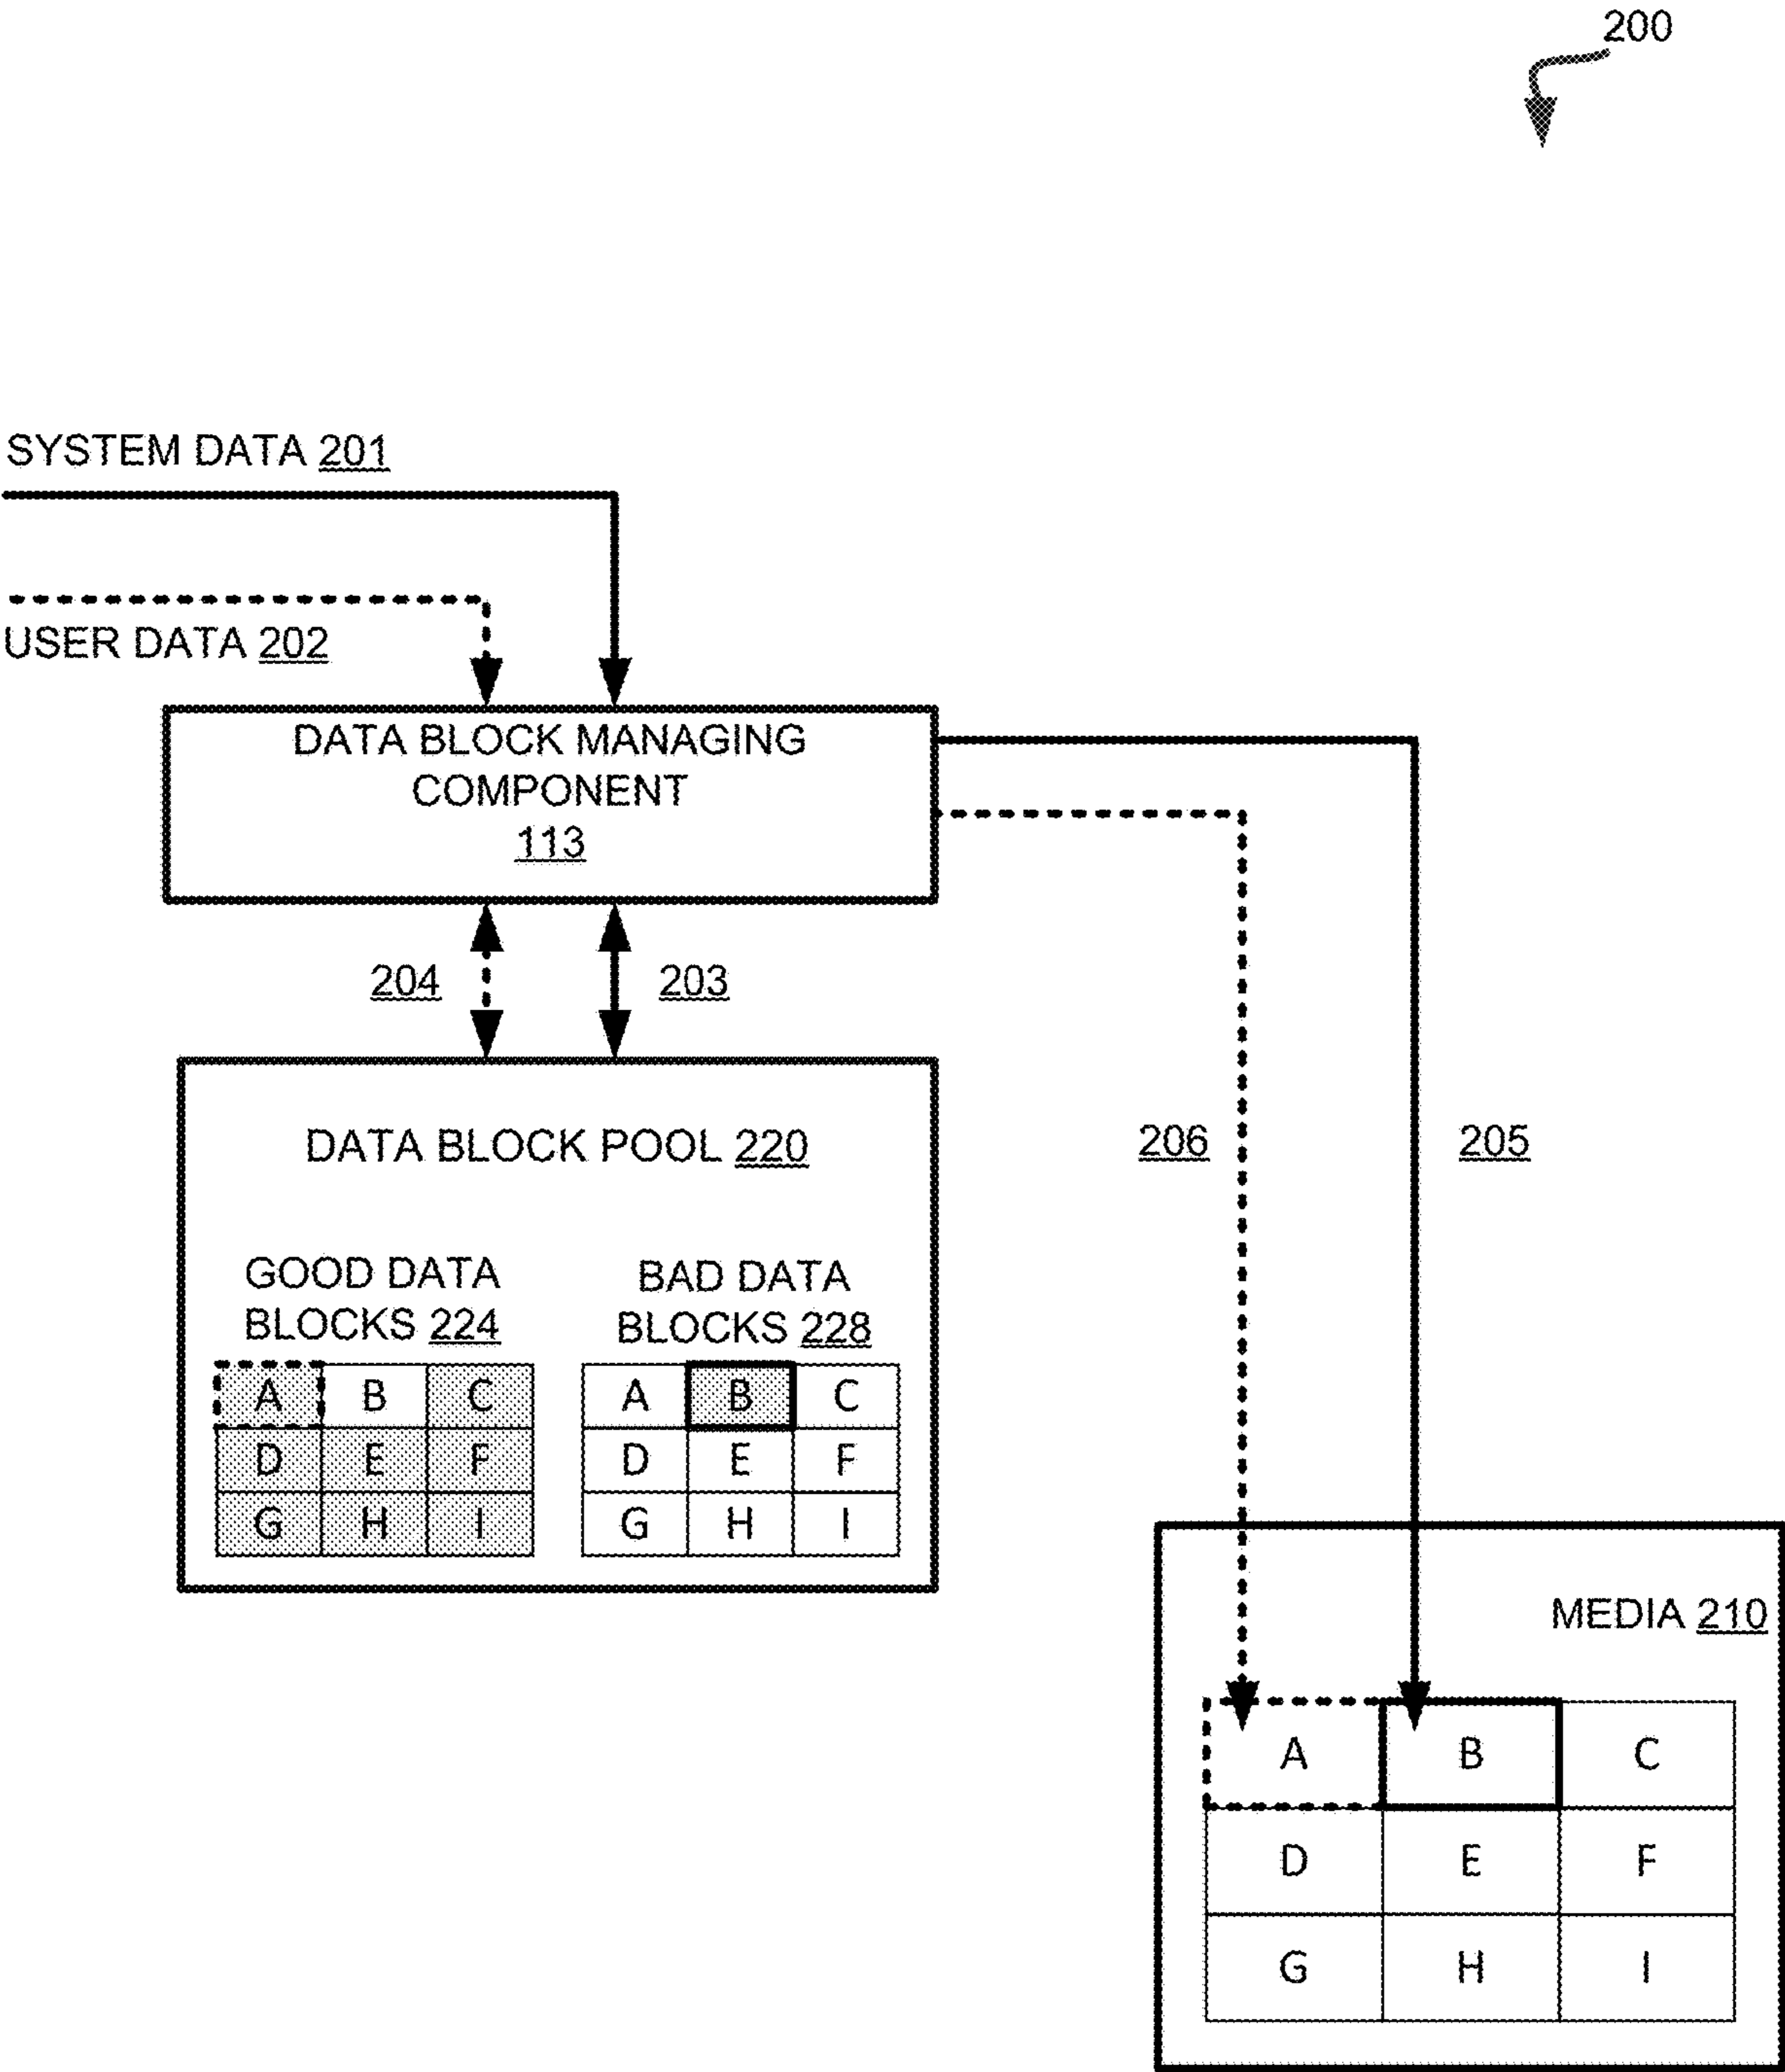 200
SYSTEM DATA 201
USER DATA 202
DATA BLOCK MANAGING
COMPONENT
113
204
203
DATA BLOCK POOL 220
206
205
GOOD DATA
BLOCKS 224
BAD DATA
BLOCKS 228
A B C
D E F
G H I
A B C
D E F
G H I
MEDIA 210
A B C
D E F
G H I